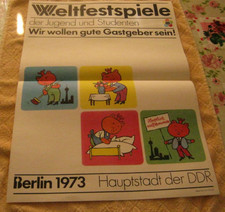 Weltfestspiele
der Jugend und Studenten
Wir wollen gute Gastgeber sein!
Berlin 1973 Hauptstadt der DDR